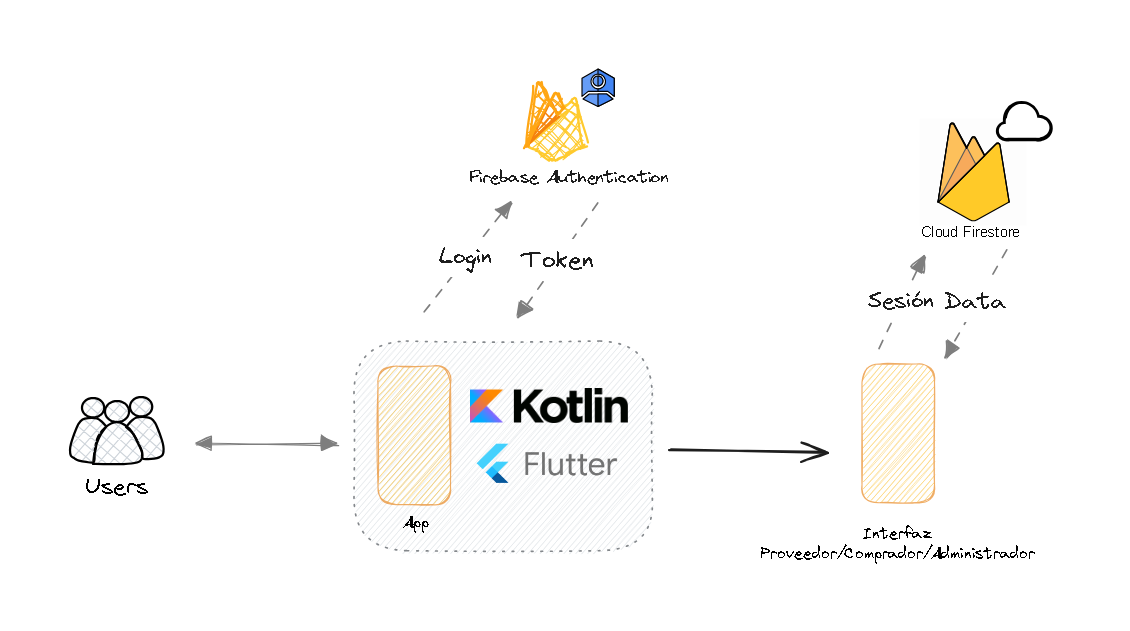 Firebase Authentication
Cloud Firestore
Login
Token
Sesión Data
Kotlin
Flutter
Users
App
Interfaz
Proveedor/Comprador/Administrador